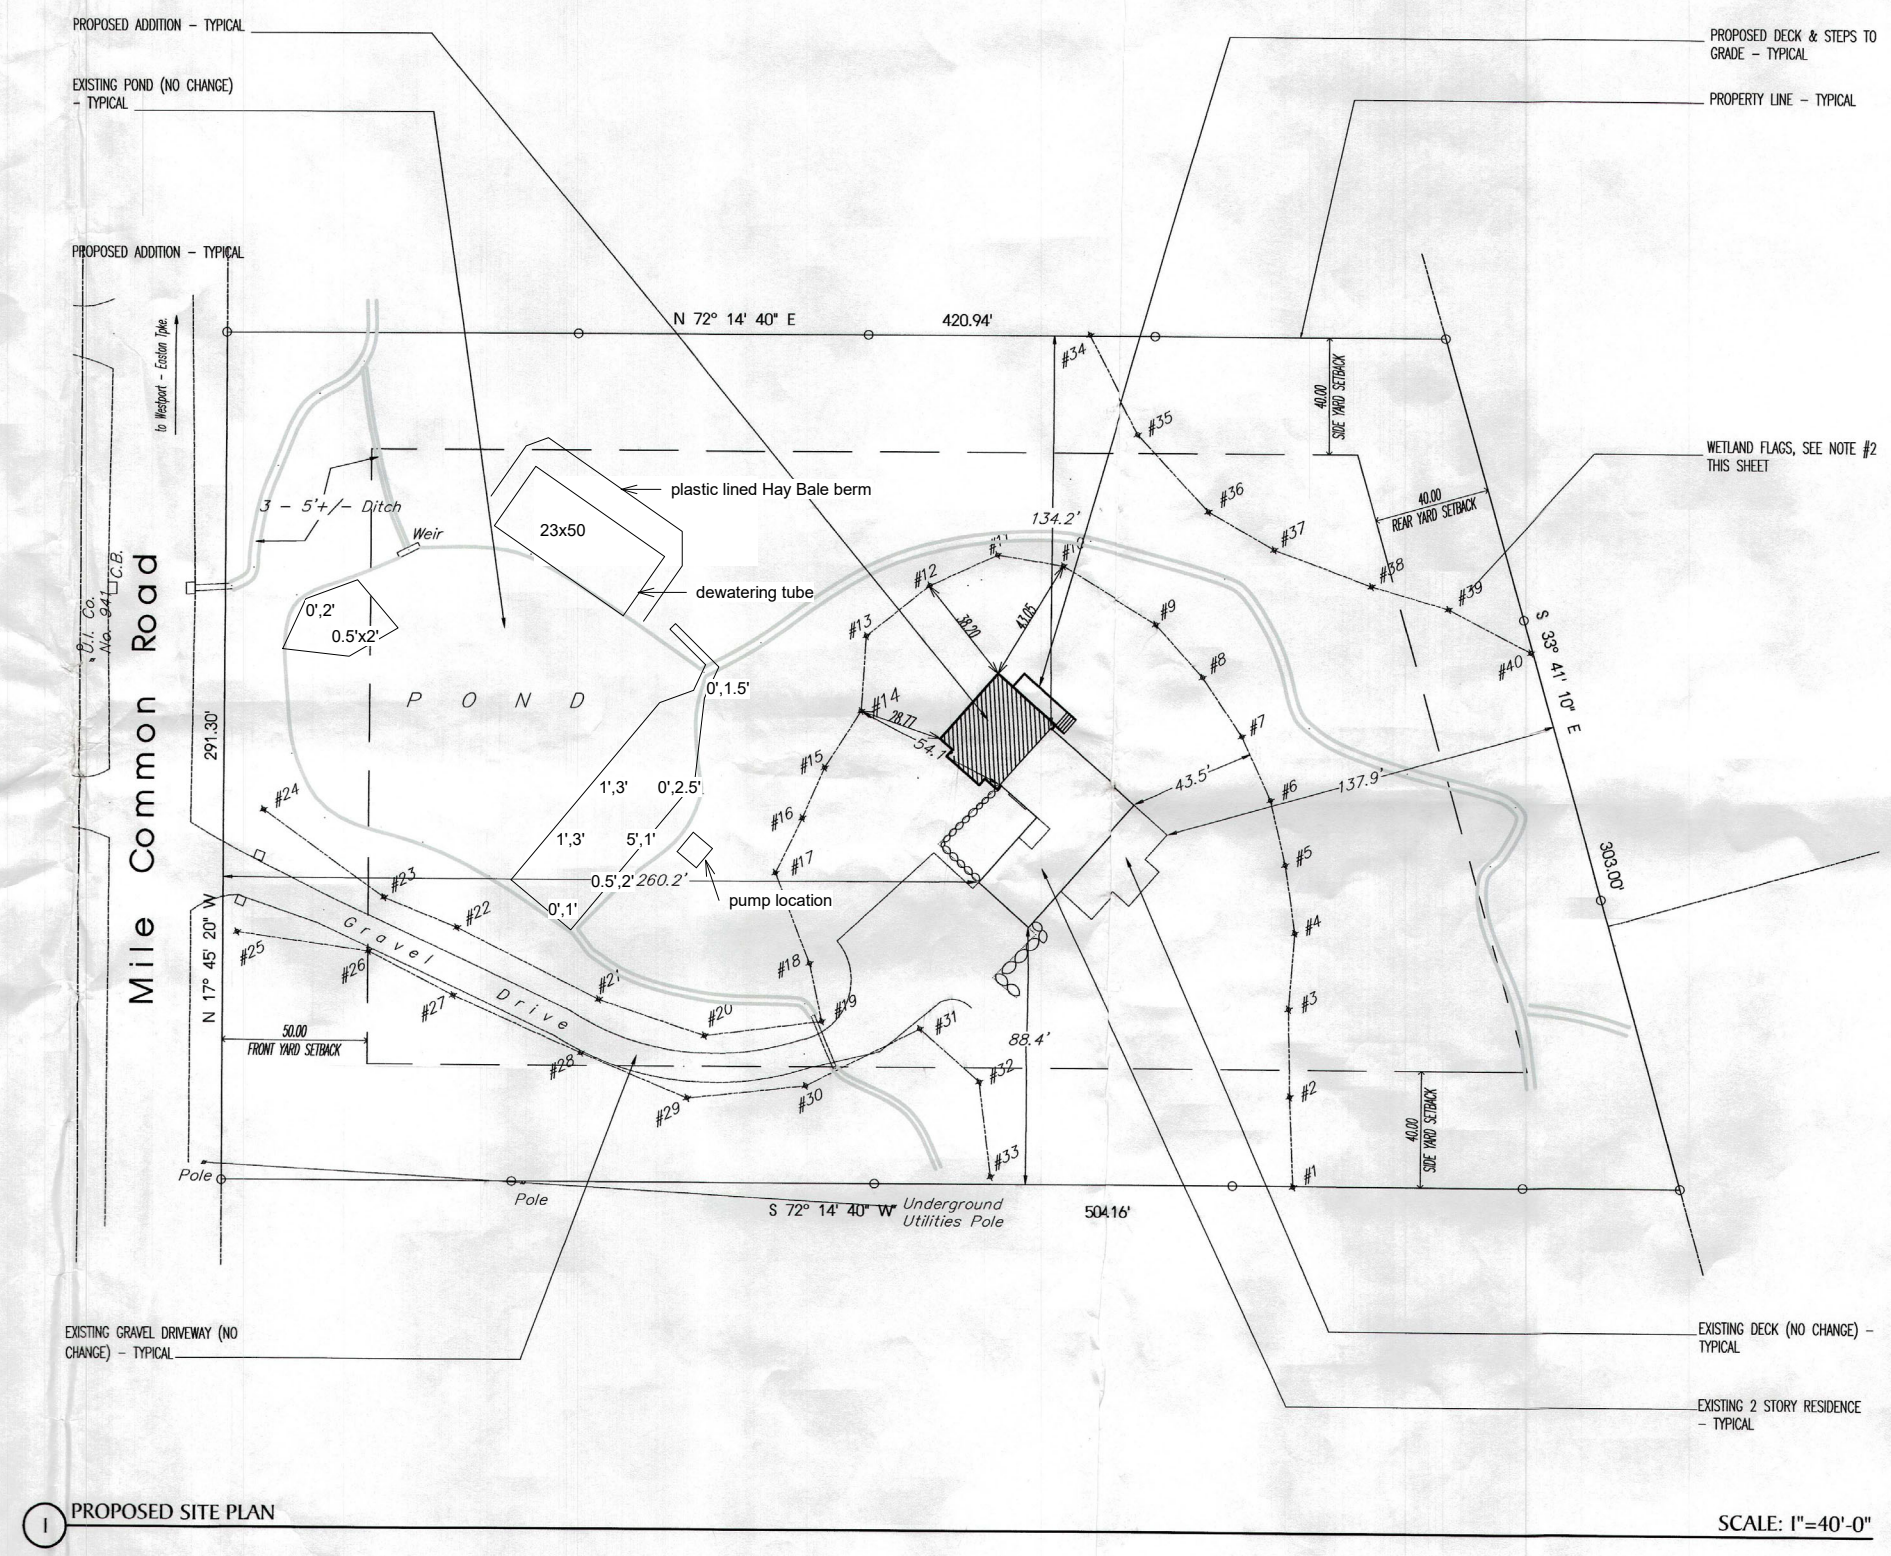 PROPOSED ADDITION – TYPICAL
PROPOSED DECK & STEPS TO
GRADE – TYPICAL
EXISTING POND (NO CHANGE)
– TYPICAL
PROPERTY LINE – TYPICAL
PROPOSED ADDITION – TYPICAL
to Westport – Easton Tpke.
N 72° 14' 40" E
420.94'
#34
40.00
SIDE YARD SETBACK
#35
WETLAND FLAGS, SEE NOTE #2
THIS SHEET
plastic lined Hay Bale berm
#36
40.00
REAR YARD SETBACK
3 – 5'+/– Ditch
23x50
134.2'
Weir
#37
#11
#10
#12
#38
C.B.
dewatering tube
#39
U.I. Co.
No. 941
0',2'
0.5'x2'
#13
38.20
43.05
#9
S 33° 41' 10" E
#40
Mile Common Road
#8
POND
0',1.5'
#14
28.77
54.1'
#7
291.30'
#15
43.5'
137.9'
1',3'
0',2.5'
#6
#24
#16
1',3'
5',1'
#5
#17
303.00'
#23
0.5',2'
260.2'
pump location
0',1'
#22
Gravel
Drive
N 17° 45' 20" W
#25
#4
#26
#18
#21
#27
#3
#19
#20
#31
50.00
FRONT YARD SETBACK
88.4'
#28
#32
#2
#29
#30
40.00
SIDE YARD SETBACK
#33
#1
Pole
Pole
S 72° 14' 40" W
Underground
Utilities Pole
504.16'
EXISTING GRAVEL DRIVEWAY (NO
CHANGE) – TYPICAL
EXISTING DECK (NO CHANGE) –
TYPICAL
EXISTING 2 STORY RESIDENCE
– TYPICAL
1
PROPOSED SITE PLAN
SCALE: 1"=40'-0"